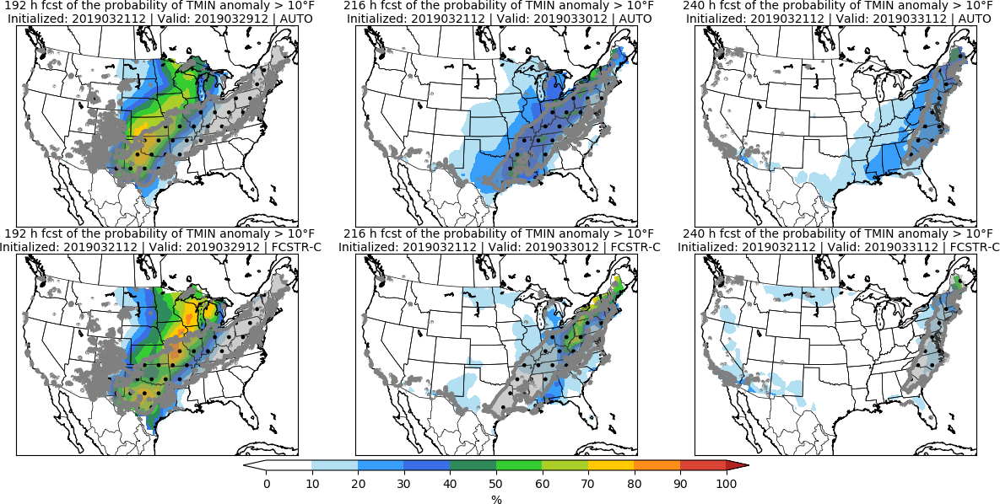 192 h fcst of the probability of TMIN anomaly > 10°F
Initialized: 2019032112 | Valid: 2019032912 | AUTO
216 h fcst of the probability of TMIN anomaly > 10°F
Initialized: 2019032112 | Valid: 2019033012 | AUTO
240 h fcst of the probability of TMIN anomaly > 10°F
Initialized: 2019032112 | Valid: 2019033112 | AUTO
192 h fcst of the probability of TMIN anomaly > 10°F
Initialized: 2019032112 | Valid: 2019032912 | FCSTR-C
216 h fcst of the probability of TMIN anomaly > 10°F
Initialized: 2019032112 | Valid: 2019033012 | FCSTR-C
240 h fcst of the probability of TMIN anomaly > 10°F
Initialized: 2019032112 | Valid: 2019033112 | FCSTR-C
0 10 20 30 40 50 60 70 80 90 100
%